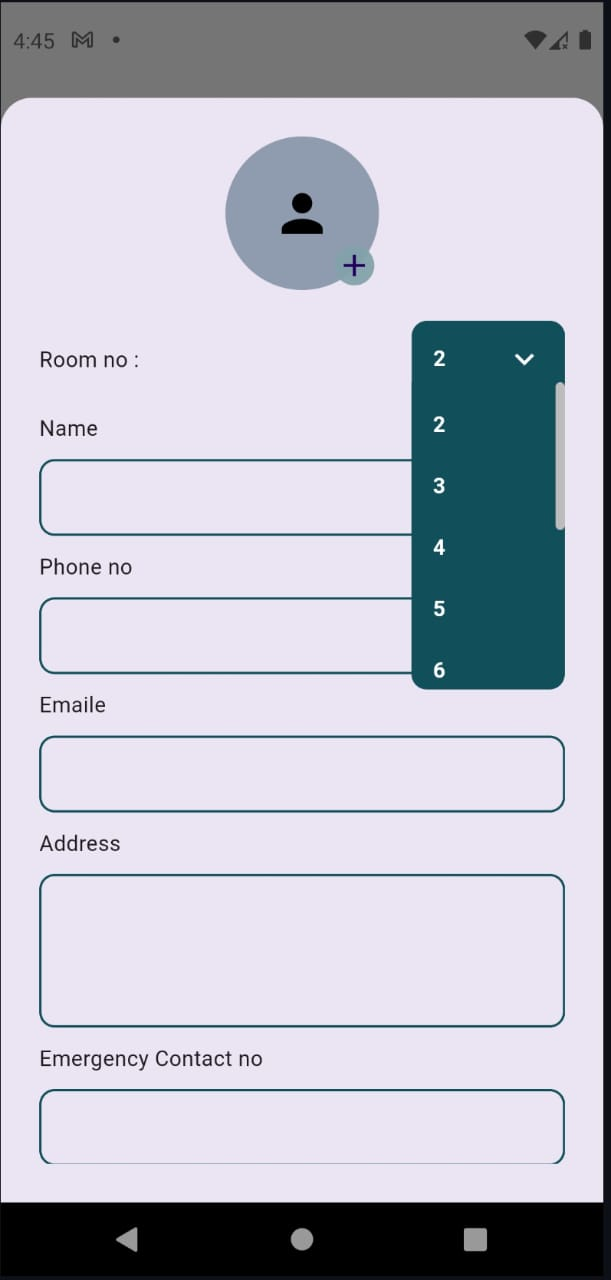 4:45
Room no :
2
2
3
4
5
6
Name
Phone no
Emaile
Address
Emergency Contact no